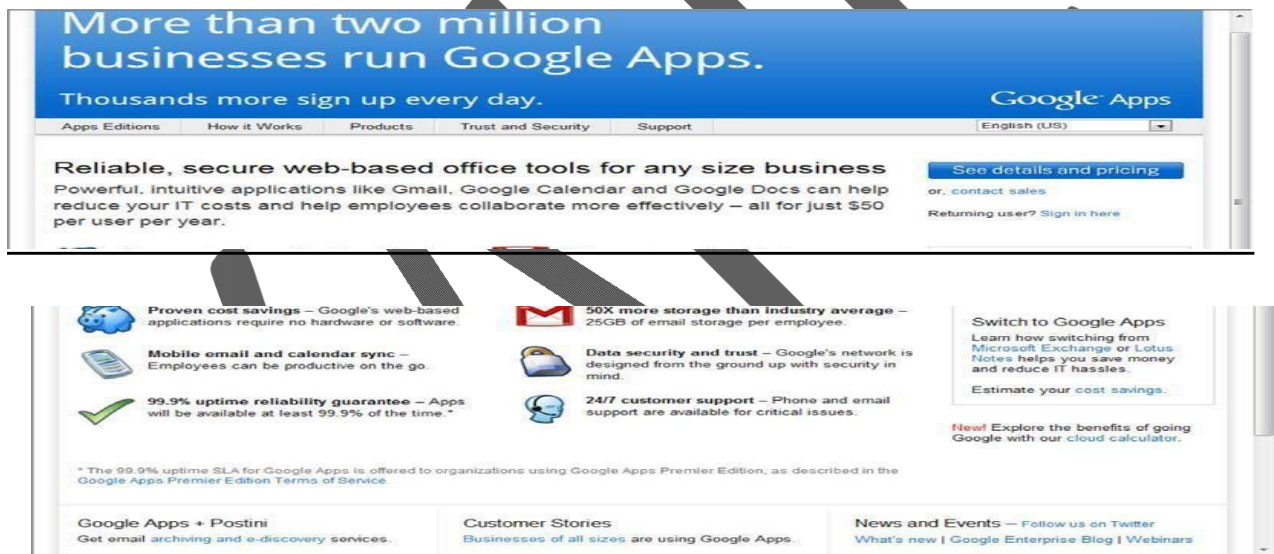 More than two million
businesses run Google Apps.
Thousands more sign up every day.
Google Apps
Apps Editions How it Works Products Trust and Security Support English (US)
Reliable, secure web-based office tools for any size business
Powerful, intuitive applications like Gmail, Google Calendar and Google Docs can help
reduce your IT costs and help employees collaborate more effectively – all for just $50
per user per year.
See details and pricing
or, contact sales
Returning user? Sign in here
Proven cost savings – Google's web-based
applications require no hardware or software.
50X more storage than industry average –
25GB of email storage per employee.
Mobile email and calendar sync –
Employees can be productive on the go.
Data security and trust – Google's network is
designed from the ground up with security in
mind.
99.9% uptime reliability guarantee – Apps
will be available at least 99.9% of the time.*
24/7 customer support – Phone and email
support are available for critical issues.
Switch to Google Apps
Learn how switching from
Microsoft Exchange or Lotus
Notes helps you save money
and reduce IT hassles.
Estimate your cost savings.
New! Explore the benefits of going
Google with our cloud calculator.
* The 99.9% uptime SLA for Google Apps is offered to organizations using Google Apps Premier Edition, as described in the
Google Apps Premier Edition Terms of Service.
Google Apps + Postini
Get email archiving and e-discovery services.
Customer Stories
Businesses of all sizes are using Google Apps.
News and Events – Follow us on Twitter
What's new | Google Enterprise Blog | Webinars